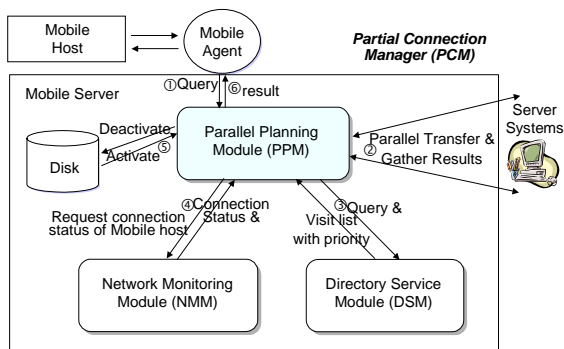 Mobile
Host
Mobile
Agent
Partial Connection
Manager (PCM)
①Query
⑥result
Mobile Server
Deactivate
Activate⑤
Disk
Parallel Planning
Module (PPM)
Parallel Transfer &
②
Gather Results
Server
Systems
④Connection
Status &
Request connection
status of Mobile host
③Query &
Visit list
with priority
Network Monitoring
Module (NMM)
Directory Service
Module (DSM)